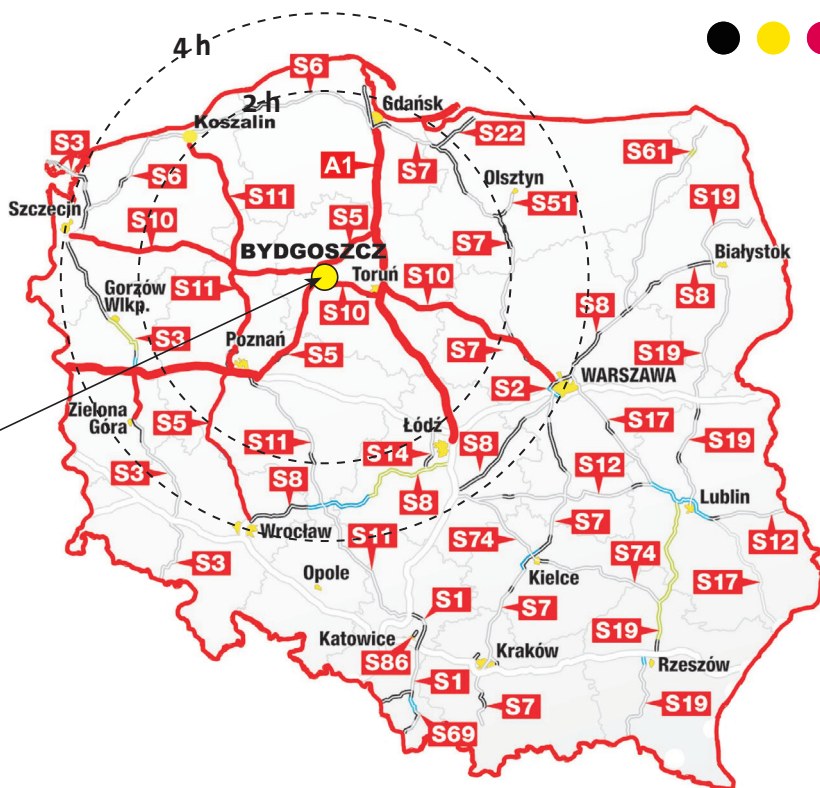 4 h
S6
2 h
Gdańsk
Koszalin
S3
S22
S61
A1
S7
S6
Olsztyn
S11
S51
S19
Szczecin
S10
S5
S7
BYDGOSZCZ
Białystok
Toruń
S10
S8
S11
Gorzów
Wlkp.
S10
S8
S3
Poznań
S7
S19
S5
S2
WARSZAWA
Zielona
Góra
S5
Łódź
S17
S11
S14
S8
S19
S3
S12
S8
S8
Lublin
Wrocław
S7
S11
S74
S12
S3
S74
Opole
Kielce
S17
S1
S7
Katowice
S19
S86
Kraków
Rzeszów
S1
S7
S19
S69